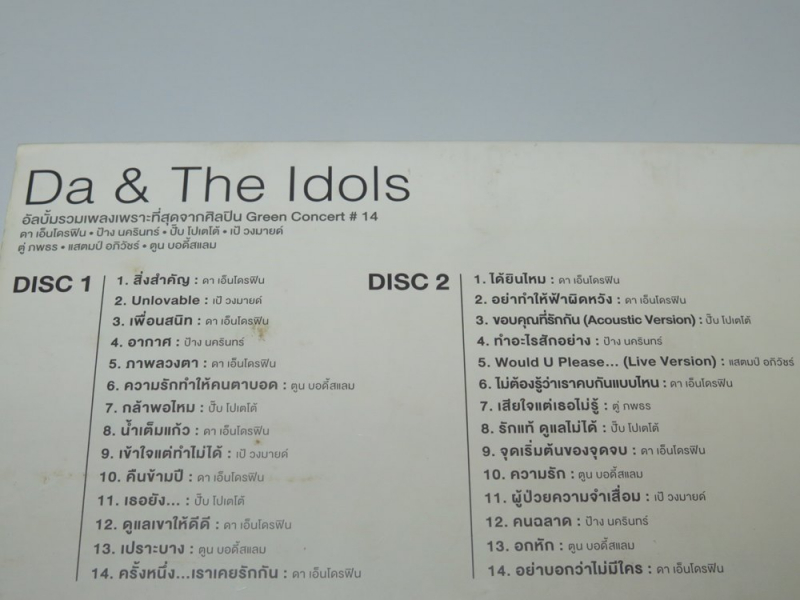 Da & The Idols
อัลบั้มรวมเพลงเพราะที่สุดจากศิลปิน Green Concert # 14
ดา เอ็นโดรฟิน • ป้าง นครินทร์ • ปั๊บ โปเตโต้ • เป้ วงมายด์
ตู่ ภพธร • แสตมป์ อภิวัชร์ • ตูน บอดี้สแลม
DISC 1
1. สิ่งสำคัญ : ดา เอ็นโดรฟิน
2. Unlovable : เป้ วงมายด์
3. เพื่อนสนิท : ดา เอ็นโดรฟิน
4. อากาศ : ป้าง นครินทร์
5. ภาพลวงตา : ดา เอ็นโดรฟิน
6. ความรักทำให้คนตาบอด : ตูน บอดี้สแลม
7. กล้าพอไหม : ปั๊บ โปเตโต้
8. น้ำเต็มแก้ว : ดา เอ็นโดรฟิน
9. เข้าใจแต่ทำไม่ได้ : เป้ วงมายด์
10. คืนข้ามปี : ดา เอ็นโดรฟิน
11. เธอยัง... : ปั๊บ โปเตโต้
12. ดูแลเขาให้ดีดี : ดา เอ็นโดรฟิน
13. เปราะบาง : ตูน บอดี้สแลม
14. ครั้งหนึ่ง...เราเคยรักกัน : ดา เอ็นโดรฟิน
DISC 2
1. ได้ยินไหม : ดา เอ็นโดรฟิน
2. อย่าทำให้ฟ้าผิดหวัง : ดา เอ็นโดรฟิน
3. ขอบคุณที่รักกัน (Acoustic Version) : ปั๊บ โปเตโต้
4. ทำอะไรสักอย่าง : ป้าง นครินทร์
5. Would U Please... (Live Version) : แสตมป์ อภิวัชร์
6. ไม่ต้องรู้ว่าเราคบกันแบบไหน : ดา เอ็นโดรฟิน
7. เสียใจแต่เธอไม่รู้ : ตู่ ภพธร
8. รักแท้ ดูแลไม่ได้ : ปั๊บ โปเตโต้
9. จุดเริ่มต้นของจุดจบ : ดา เอ็นโดรฟิน
10. ความรัก : ตูน บอดี้สแลม
11. ผู้ป่วยความจำเสื่อม : เป้ วงมายด์
12. คนฉลาด : ป้าง นครินทร์
13. อกหัก : ตูน บอดี้สแลม
14. อย่าบอกว่าไม่มีใคร : ดา เอ็นโดรฟิน